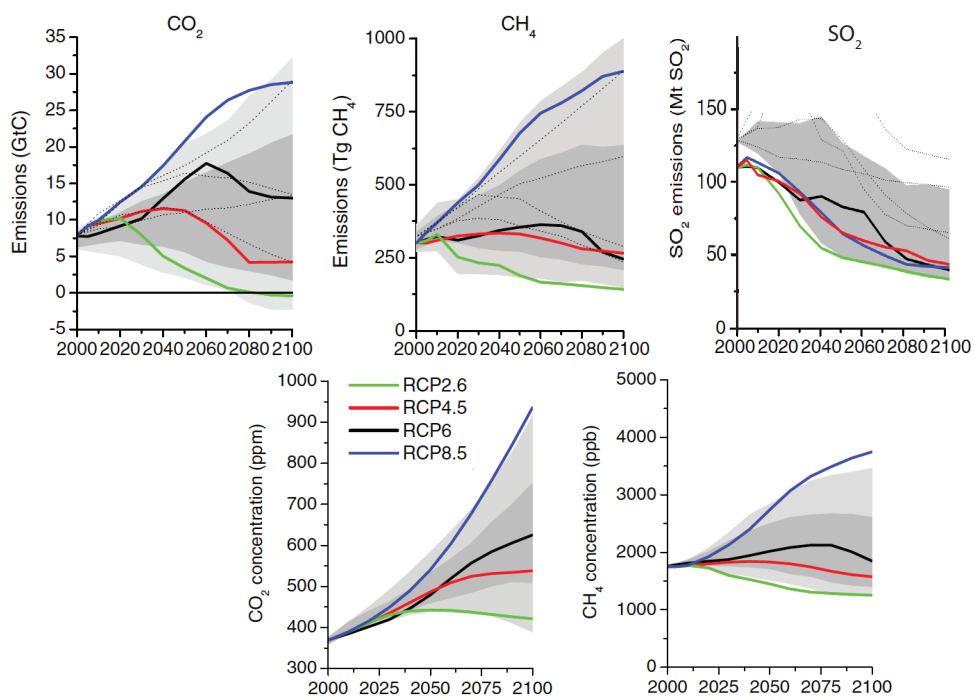 CO2
Emissions (GtC)
35
30
25
20
15
10
5
0
-5
2000 2020 2040 2060 2100
CH4
Emissions (Tg CH4)
1000
750
500
250
0
2000 2020 2040 2060 2100
SO2
SO2 emissions (Mt SO2)
150
100
50
0
2000 2020 2040 2060 2080 2100
CO2 concentration (ppm)
1000
900
800
700
600
500
400
300
2000 2025 2050 2075 2100
RCP2.6
RCP4.5
RCP6
RCP8.5
CH4 concentration (ppb)
5000
4000
3000
2000
1000
0
2000 2025 2050 2075 2100